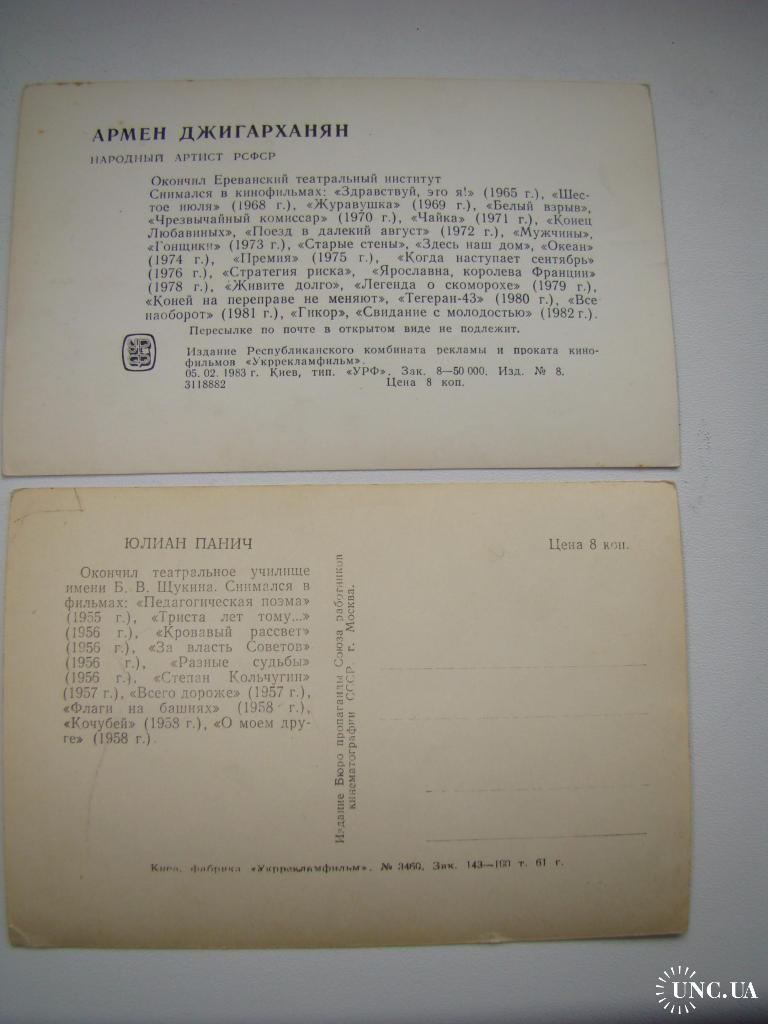 АРМЕН ДЖИГАРХАНЯН
НАРОДНЫЙ АРТИСТ РСФСР
Окончил Ереванский театральный институт
Снимался в кинофильмах: «Здравствуй, это я!» (1965 г.), «Шес-
тое июля» (1968 г.), «Журавушка» (1969 г.), «Белый взрыв»,
«Чрезвычайный комиссар» (1970 г.), «Чайка» (1971 г.), «Конец
Любавиных», «Поезд в далекий август» (1972 г.), «Мужчины»,
«Гонщики» (1973 г.), «Старые стены», «Здесь наш дом», «Океан»
(1974 г.), «Премия» (1975 г.), «Когда наступает сентябрь»
(1976 г.), «Стратегия риска», «Ярославна, королева Франции»
(1978 г.), «Живите долго», «Легенда о скоморохе» (1979 г.),
«Коней на переправе не меняют», «Тегеран-43» (1980 г.), «Все
наоборот» (1981 г.), «Гикор», «Свидание с молодостью» (1982 г.).
Пересылке по почте в открытом виде не подлежит.
Издание Республиканского комбината рекламы и проката кино-
фильмов «Укррекламфильм».
05. 02. 1983 г. Киев, тип. «УРФ». Зак. 8—50 000. Изд. № 8.
3118882 Цена 8 коп.
ЮЛИАН ПАНИЧ
Окончил театральное училище
имени Б. В. Щукина. Снимался в
фильмах: «Педагогическая поэма»
(1955 г.), «Триста лет тому...»
(1956 г.), «Кровавый рассвет»
(1956 г.), «За власть Советов»
(1956 г.), «Разные судьбы»
(1956 г.), «Степан Кольчугин»
(1957 г.), «Всего дороже» (1957 г.),
«Флаги на башнях» (1958 г.),
«Кочубей» (1958 г.), «О моем дру-
ге» (1958 г.).
Издание Бюро пропаганды Союза работников
кинематографии СССР. г. Москва.
Цена 8 коп.
Киев, фабрика «Укррекламфильм». № 3460. Зак. 143—100 т. 61 г.
UNC.UA